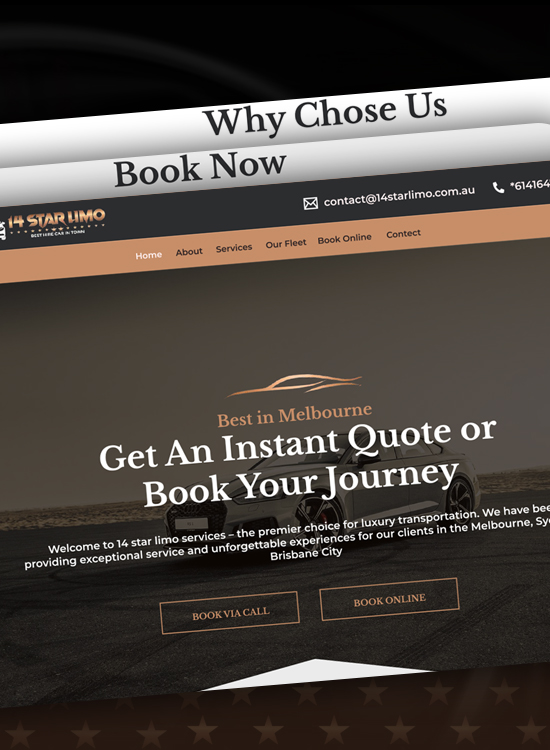 Why Chose Us
Book Now
14 STAR LIMO
BEST HIRE CAR IN TOWN
contact@14starlimo.com.au
*614164
Home About Services Our Fleet Book Online Contact
Best in Melbourne
Get An Instant Quote or
Book Your Journey
Welcome to 14 star limo services – the premier choice for luxury transportation. We have bee
providing exceptional service and unforgettable experiences for our clients in the Melbourne, Sy
Brisbane City
BOOK VIA CALL
BOOK ONLINE